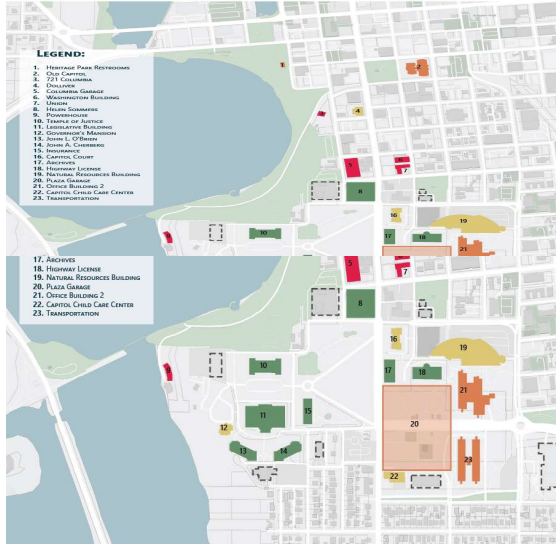 LEGEND:
1. HERITAGE PARK RESTROOMS
2. OLD CAPITOL
3. 721 COLUMBIA
4. DOLLIVER
5. COLUMBIA GARAGE
6. WASHINGTON BUILDING
7. UNION
8. HELEN SOMMERS
9. POWERHOUSE
10. TEMPLE OF JUSTICE
11. LEGISLATIVE BUILDING
12. GOVERNOR'S MANSION
13. JOHN L. O'BRIEN
14. JOHN A. CHERBERG
15. INSURANCE
16. CAPITOL COURT
17. ARCHIVES
18. HIGHWAY LICENSE
19. NATURAL RESOURCES BUILDING
20. PLAZA GARAGE
21. OFFICE BUILDING 2
22. CAPITOL CHILD CARE CENTER
23. TRANSPORTATION
1
2
3
4
5
6
7
8
16
19
9
10
17
18
21
17. ARCHIVES
18. HIGHWAY LICENSE
19. NATURAL RESOURCES BUILDING
20. PLAZA GARAGE
21. OFFICE BUILDING 2
22. CAPITOL CHILD CARE CENTER
23. TRANSPORTATION
5
7
8
16
19
9
10
17
18
21
11
15
12
20
13
14
23
22